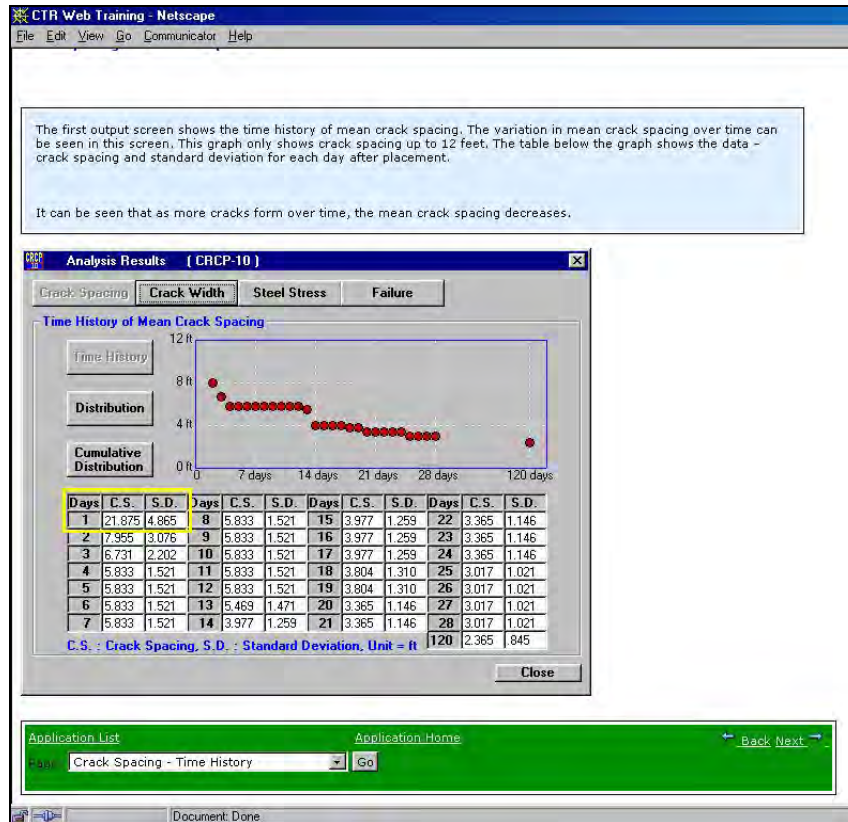 CTR Web Training - Netscape
File Edit View Go Communicator Help
The first output screen shows the time history of mean crack spacing. The variation in mean crack spacing over time can
be seen in this screen. This graph only shows crack spacing up to 12 feet. The table below the graph shows the data –
crack spacing and standard deviation for each day after placement.
It can be seen that as more cracks form over time, the mean crack spacing decreases.
CRCP 10 Analysis Results ( CRCP-10 )
Crack Spacing Crack Width Steel Stress Failure
Time History of Mean Crack Spacing
Time History
Distribution
Cumulative
Distribution
12 ft
8 ft
4 ft
0 ft
0 7 days 14 days 21 days 28 days 120 days
Days C.S. S.D. Days C.S. S.D. Days C.S. S.D. Days C.S. S.D.
1 21.875 4.865 8 5.833 1.521 15 3.977 1.259 22 3.365 1.146
2 7.955 3.076 9 5.833 1.521 16 3.977 1.259 23 3.365 1.146
3 6.731 2.202 10 5.833 1.521 17 3.977 1.259 24 3.365 1.146
4 5.833 1.521 11 5.833 1.521 18 3.804 1.310 25 3.017 1.021
5 5.833 1.521 12 5.833 1.521 19 3.804 1.310 26 3.017 1.021
6 5.833 1.521 13 5.469 1.471 20 3.365 1.146 27 3.017 1.021
7 5.833 1.521 14 3.977 1.259 21 3.365 1.146 28 3.017 1.021
120 2.365 .845
C.S. : Crack Spacing, S.D. : Standard Deviation, Unit = ft
Close
Application List Application Home Back Next
Crack Spacing - Time History Go
Document: Done